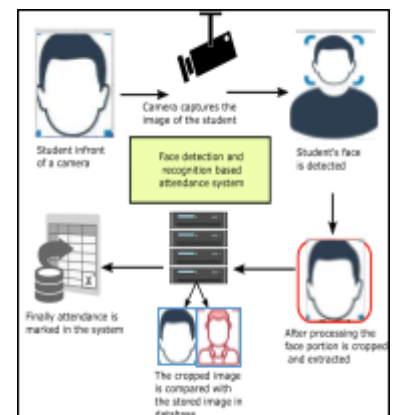 Student infront
of a camera
Camera captures the
image of the student
Student's face
is detected
Face detection and
recognition based
attendance system
After processing the
face portion is cropped
and extracted
The cropped image
is compared with
the stored image in
database
Finally attendance is
marked in the system
X